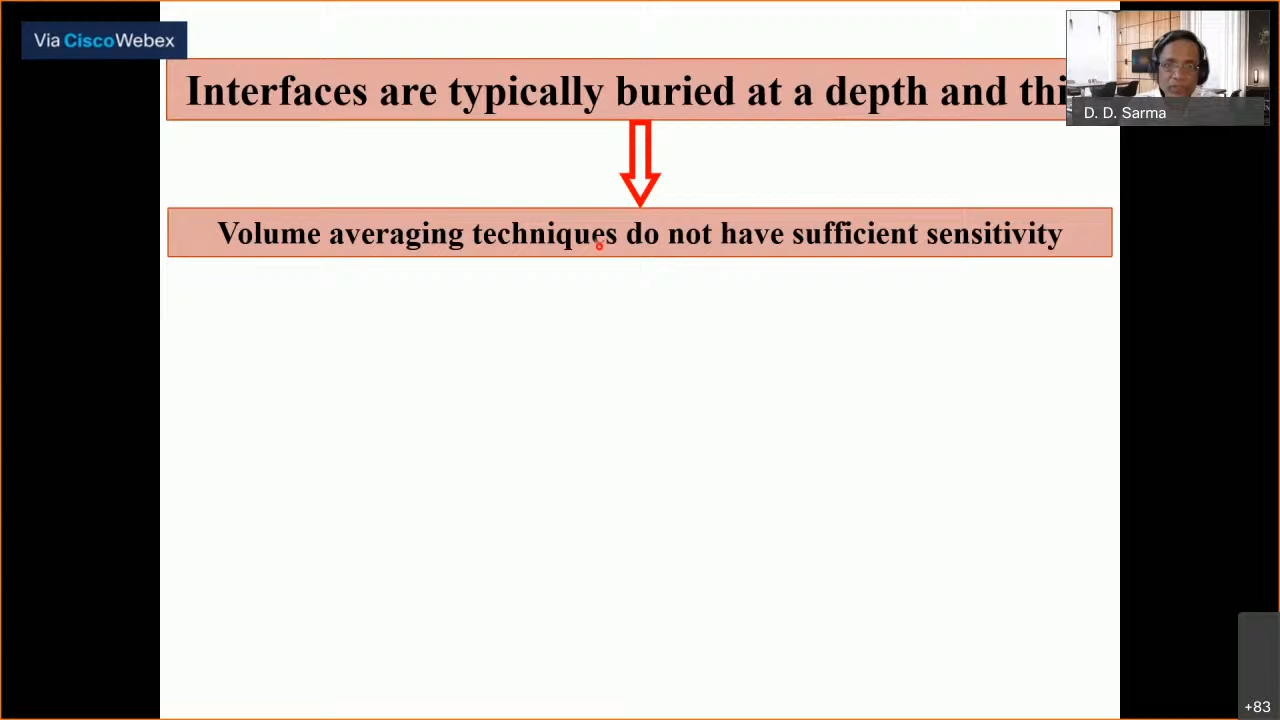 Via CiscoWebex
Interfaces are typically buried at a depth and
D. D. Sarma
Volume averaging techniques do not have sufficient sensitivity
+83